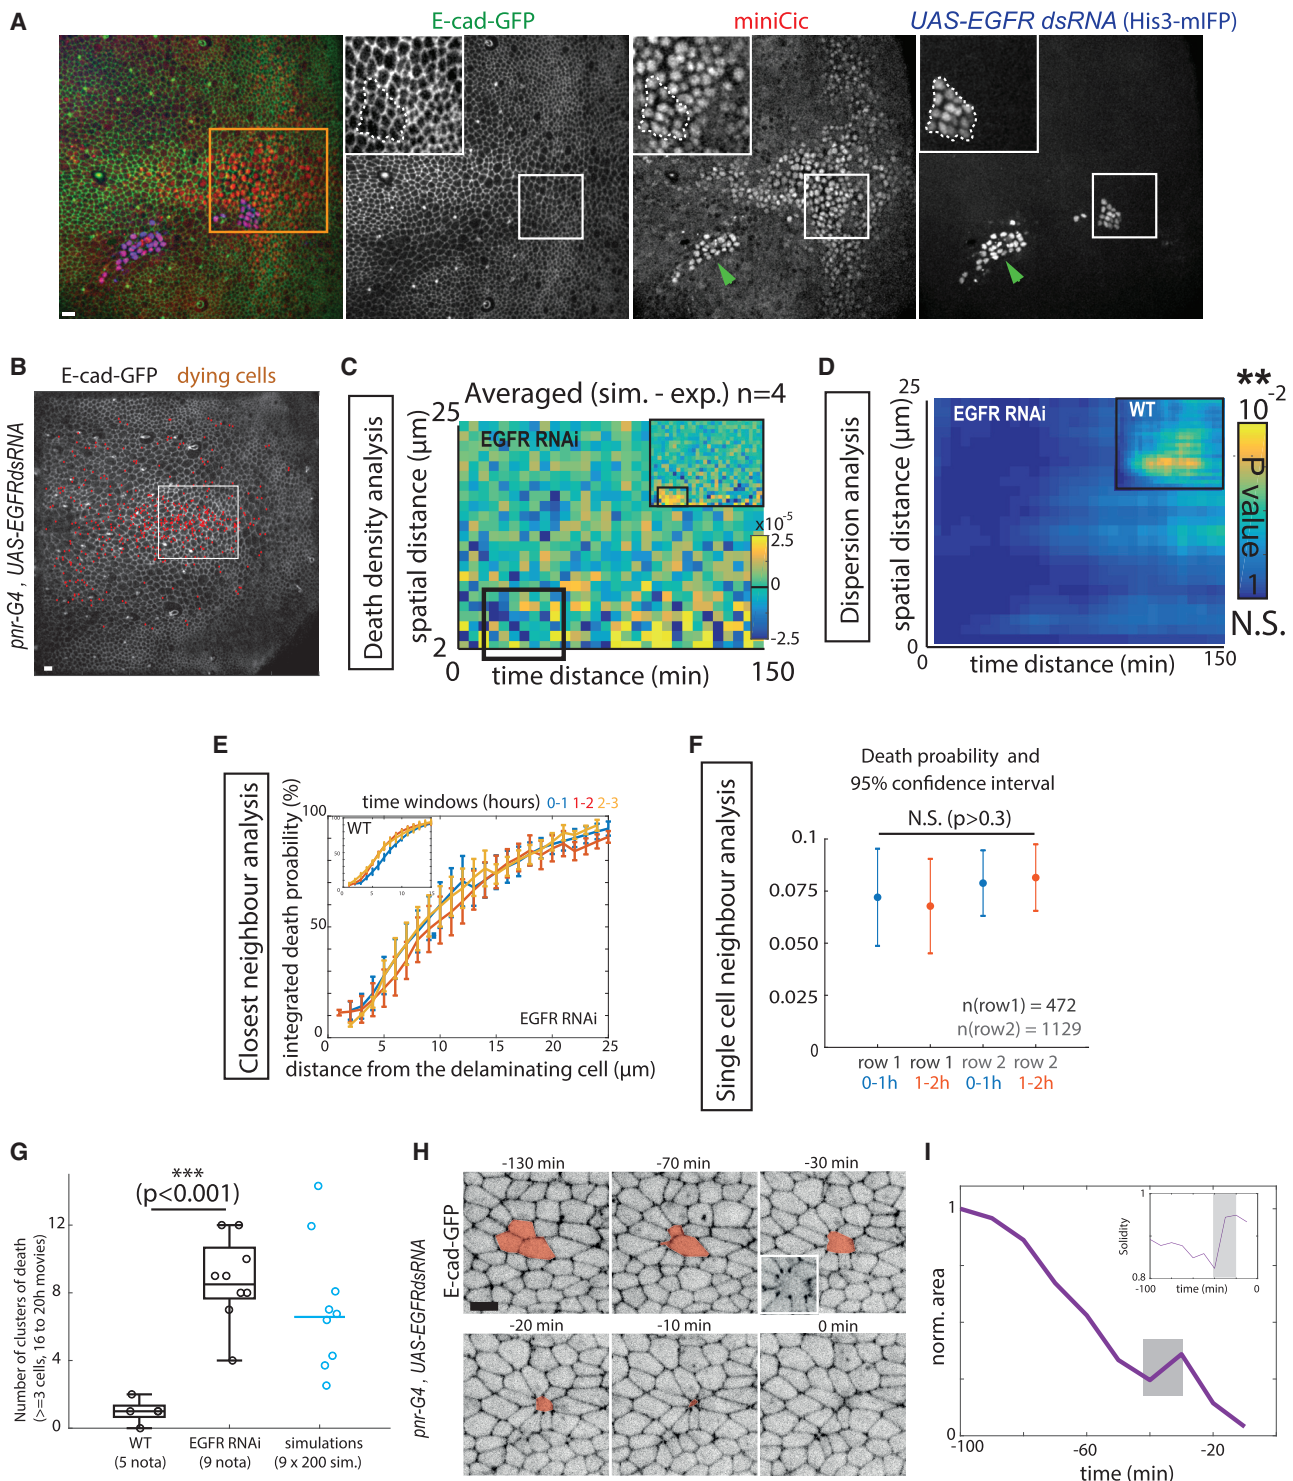 A
E-cad-GFP
miniCic
UAS-EGFR dsRNA (His3-mIFP)
B
E-cad-GFP dying cells
pnr-G4 , UAS-EGFRdsRNA
C
Death density analysis
Averaged (sim. - exp.) n=4
25
spatial distance (µm)
2
EGFR RNAi
x10-5
2.5
0
-2.5
0
150
time distance (min)
D
Dispersion analysis
25
spatial distance (µm)
0
EGFR RNAi
WT
**
10-2
P value
1
N.S.
0
150
time distance (min)
E
Closest neighbour analysis
time windows (hours) 0-1 1-2 2-3
integrated death probability (%)
100
50
0
WT
100
50
0
0 5 10 15
EGFR RNAi
0 5 10 15 20 25
distance from the delaminating cell (µm)
F
Single cell neighbour analysis
Death proability and
95% confidence interval
N.S. (p>0.3)
0.1
0.075
0.050
0.025
0
n(row1) = 472
n(row2) = 1129
row 1 row 1 row 2 row 2
0-1h 1-2h 0-1h 1-2h
G
Number of clusters of death
(>=3 cells, 16 to 20h movies)
***
(p<0.001)
12
8
4
0
WT EGFR RNAi simulations
(5 nota) (9 nota) (9 x 200 sim.)
H
E-cad-GFP
pnr-G4 , UAS-EGFRdsRNA
-130 min -70 min -30 min
-20 min -10 min 0 min
I
norm. area
1
0
Solidity
1
0.8
-100 0
time (min)
-100 -60 -20
time (min)